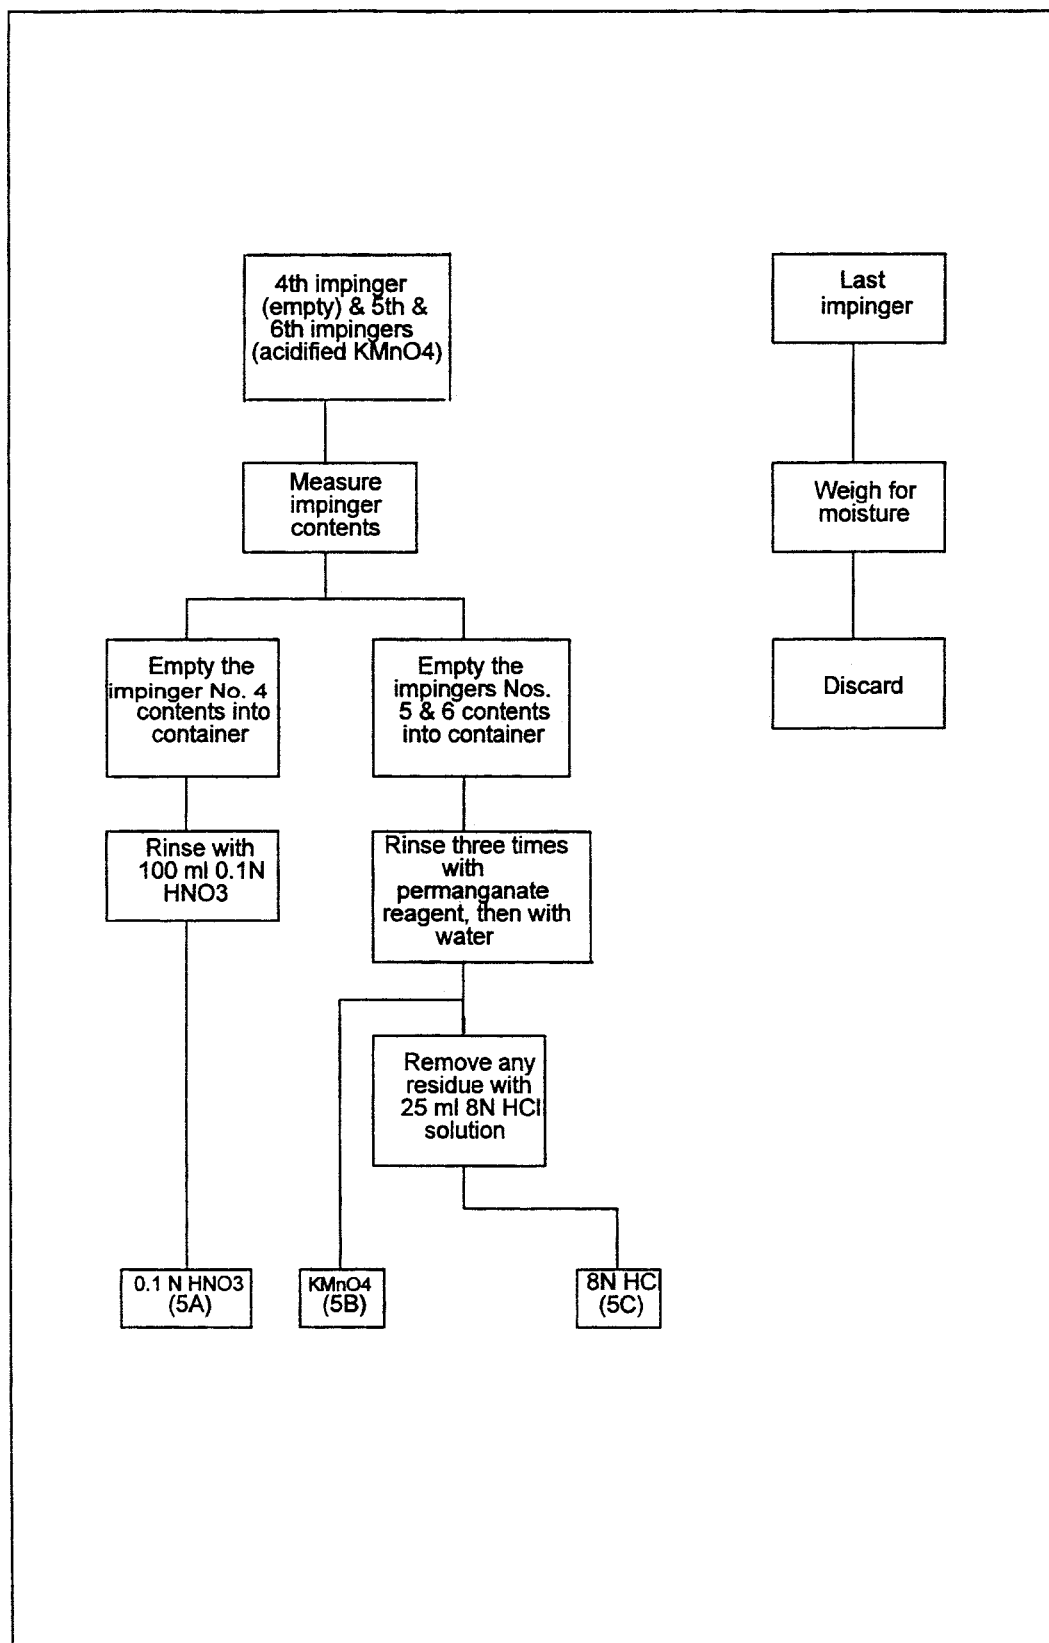 4th impinger
(empty) & 5th &
6th impingers
(acidified KMnO4)
Last
impinger
Measure
impinger
contents
Weigh for
moisture
Empty the
impinger No. 4
contents into
container
Empty the
impingers Nos.
5 & 6 contents
into container
Discard
Rinse with
100 ml 0.1N
HNO3
Rinse three times
with
permanganate
reagent, then with
water
Remove any
residue with
25 ml 8N HCl
solution
0.1 N HNO3
(5A)
KMnO4
(5B)
8N HCl
(5C)